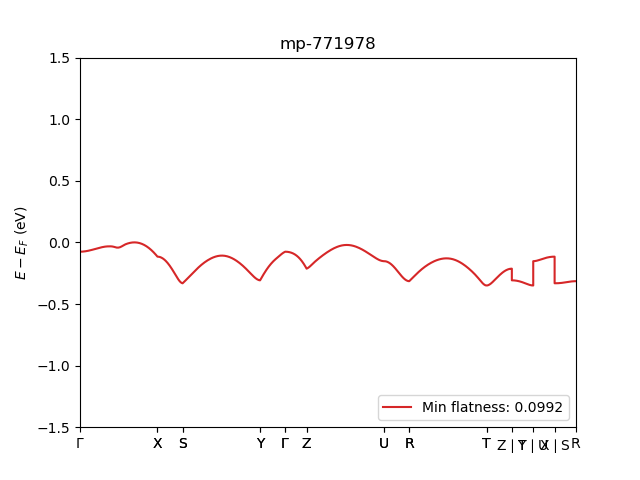 mp-771978
1.5
1.0
0.5
0.0
−0.5
−1.0
−1.5
E − E_F (eV)
Min flatness: 0.0992
Γ X S Y Γ Z U R T Z | Y T | U X | S R